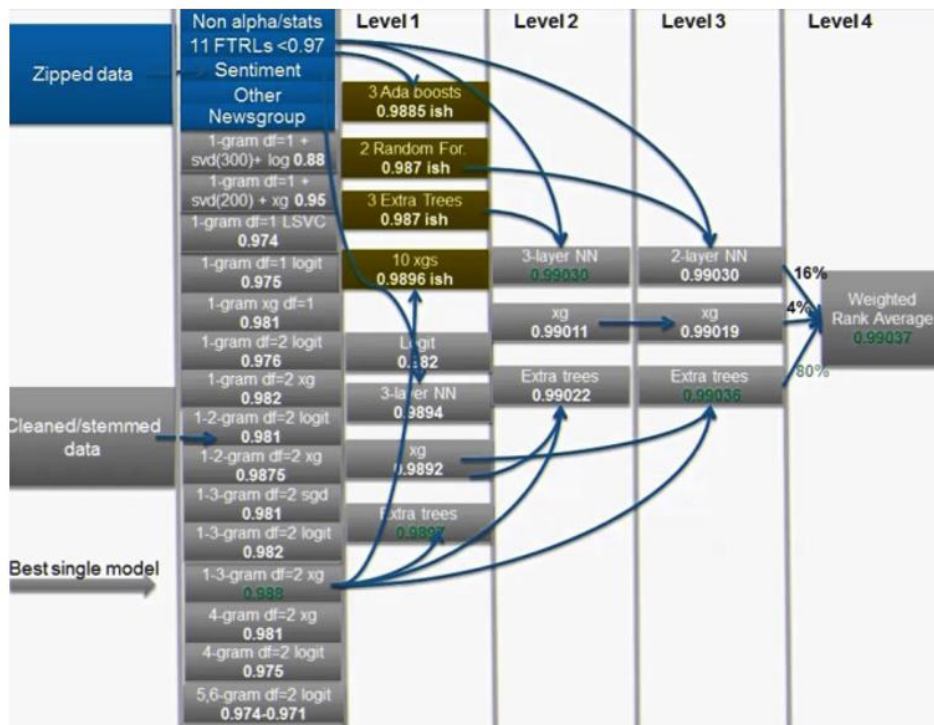 Level 1
Level 2
Level 3
Level 4
Zipped data
Non alpha/stats
11 FTRLs <0.97
Sentiment
Other
Newsgroup
1-gram df=1 +
svd(300)+ log 0.88
1-gram df=1 +
svd(200) + xg 0.95
1-gram df=1 LSVC
0.974
1-gram df=1 logit
0.975
1-gram xg df=1
0.981
1-gram df=2 logit
0.976
1-gram df=2 xg
0.982
1-2-gram df=2 logit
0.981
1-2-gram df=2 xg
0.9875
1-3-gram df=2 sgd
0.981
1-3-gram df=2 logit
0.982
1-3-gram df=2 xg
0.988
4-gram df=2 xg
0.981
4-gram df=2 logit
0.975
5,6-gram df=2 logit
0.974-0.971
Cleaned/stemmed
data
Best single model
3 Ada boosts
0.9885 ish
2 Random For.
0.987 ish
3 Extra Trees
0.987 ish
10 xgs
0.9896 ish
Logit
0.982
3-layer NN
0.9894
xg
0.9892
Extra trees
0.9897
3-layer NN
0.99030
xg
0.99011
Extra trees
0.99022
2-layer NN
0.99030
xg
0.99019
Extra trees
0.99036
16%
4%
80%
Weighted
Rank Average
0.99037